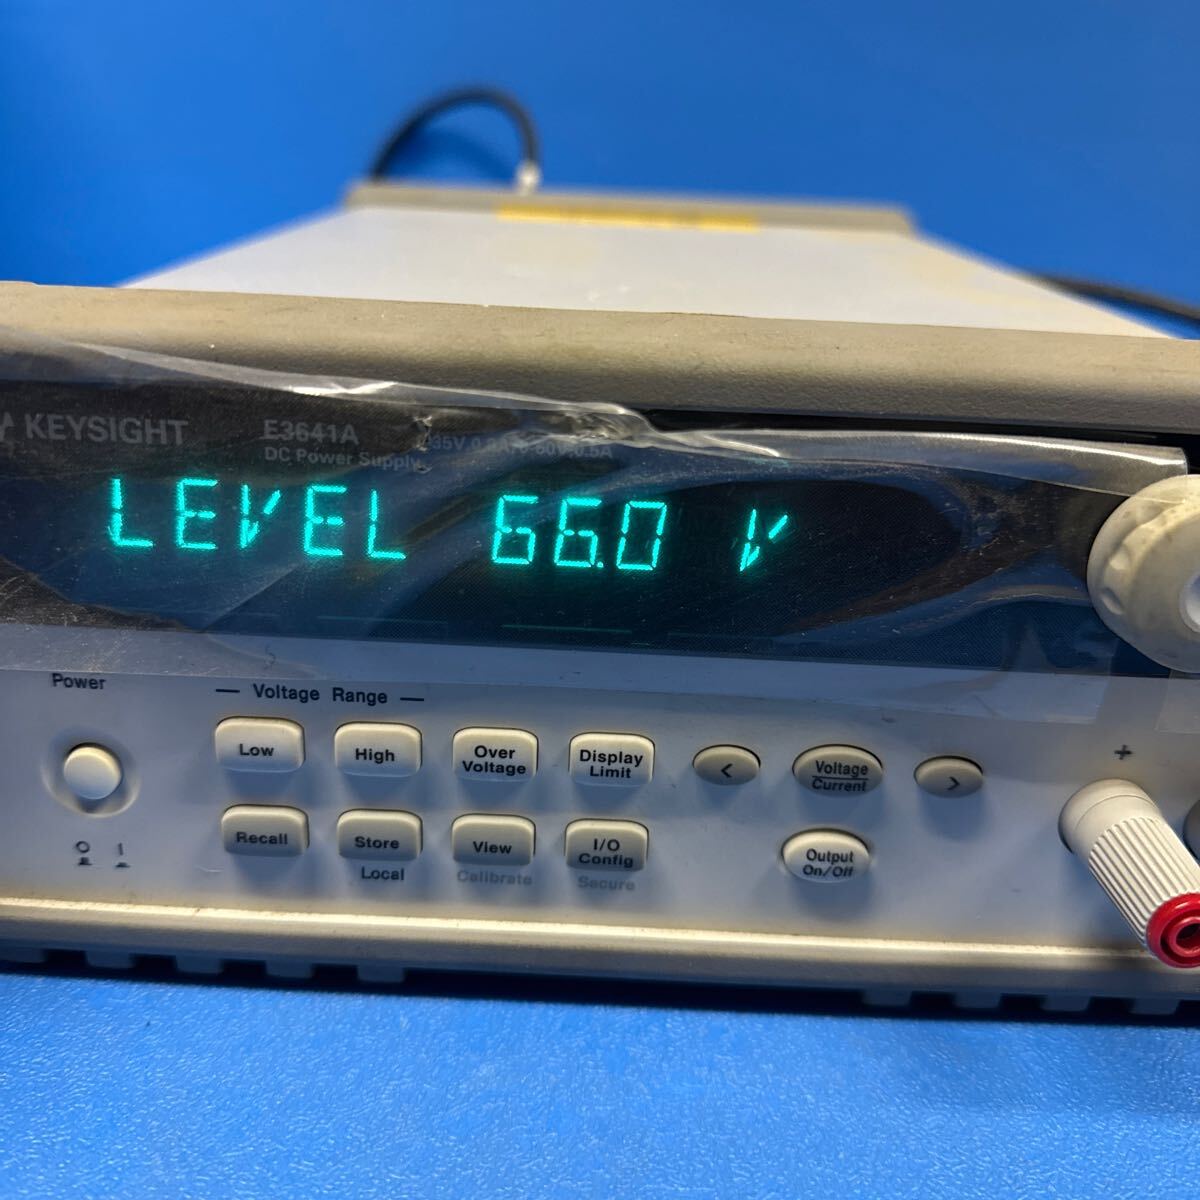 KEYSIGHT
E3641A
DC Power Supply
LEVEL 66.0 V
Power
Voltage Range
Low
High
Over Voltage
Display Limit
<
Voltage
Current
>
+
Recall
Store
View
I/O Config
Output On/Off
Local
Calibrate
Secure
O I